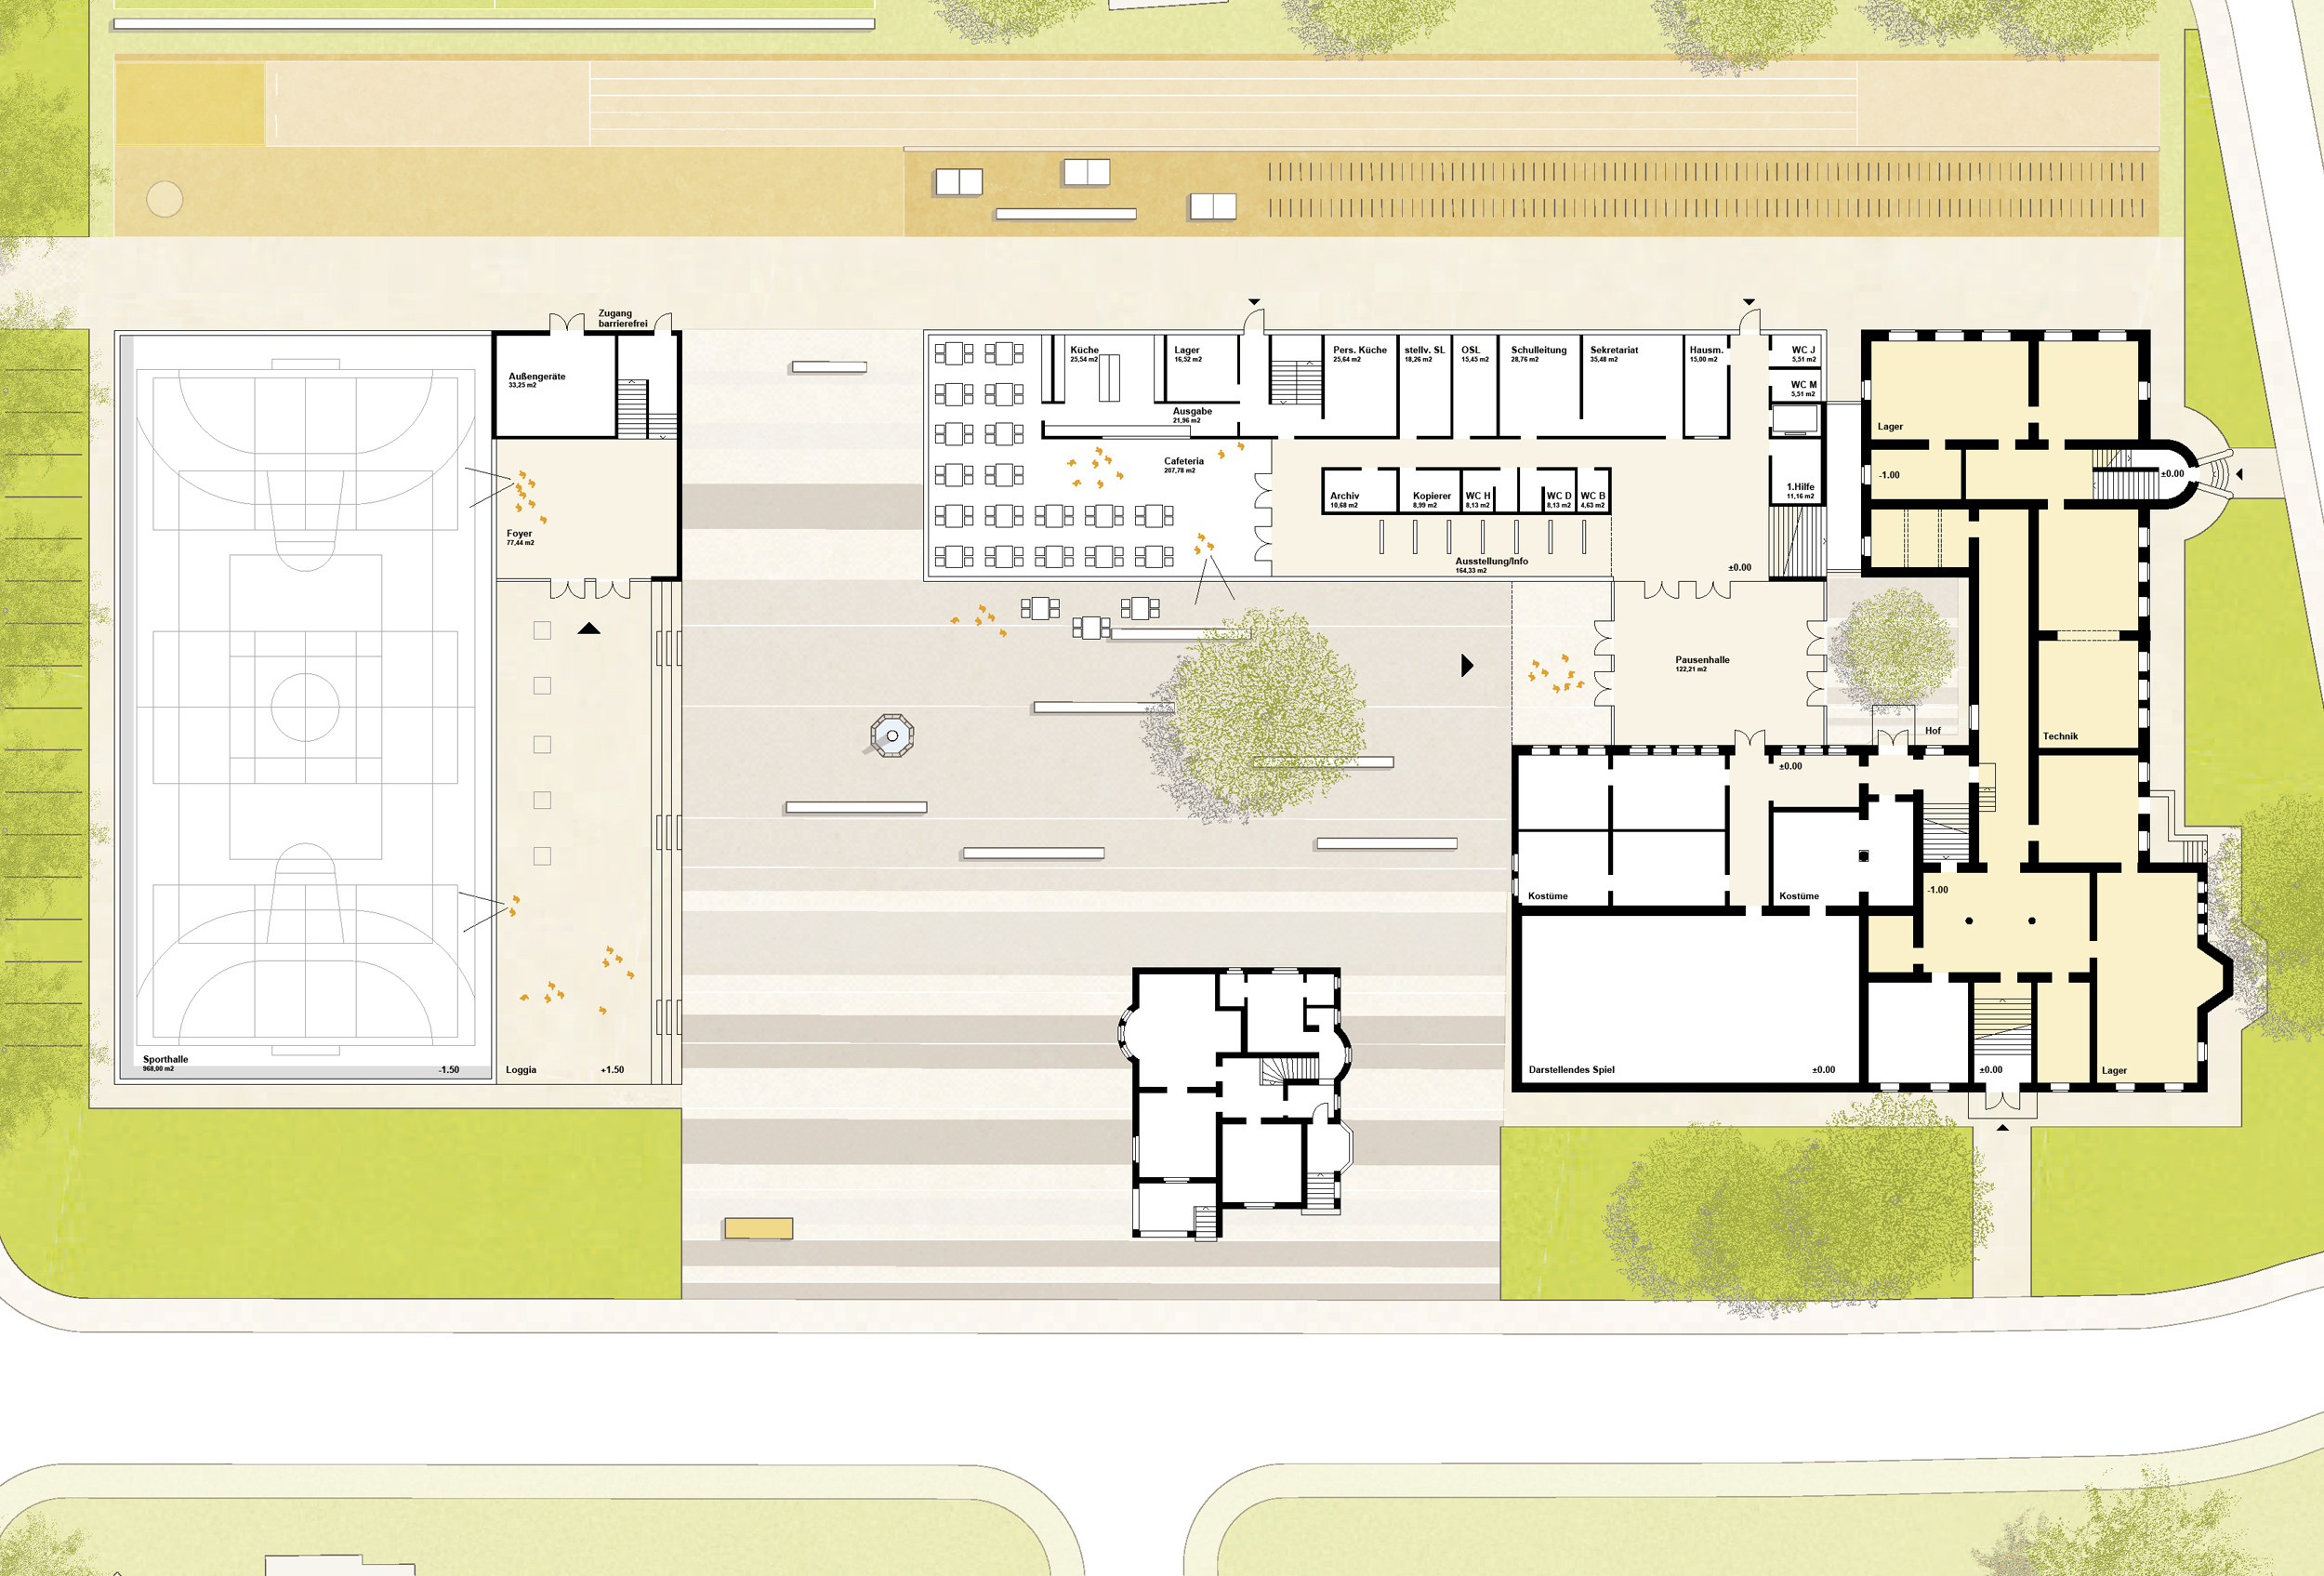 Zugang
barrierefrei
Außengeräte
33,25 m2
Foyer
77,44 m2
Sporthalle
968,00 m2
-1.50
Loggia
+1.50
Küche
25,54 m2
Lager
16,52 m2
Ausgabe
21,96 m2
Cafeteria
207,78 m2
Pers. Küche
25,64 m2
stellv. SL
18,26 m2
OSL
15,45 m2
Schulleitung
28,76 m2
Sekretariat
35,48 m2
Hausm.
15,00 m2
WC J
5,51 m2
WC M
5,51 m2
Archiv
10,68 m2
Kopierer
8,99 m2
WC H
8,13 m2
WC D
8,13 m2
WC B
4,63 m2
1.Hilfe
11,16 m2
Ausstellung/Info
164,33 m2
±0.00
Pausenhalle
122,21 m2
Hof
Lager
-1.00
±0.00
Technik
±0.00
Kostüme
Kostüme
-1.00
Darstellendes Spiel
±0.00
±0.00
Lager